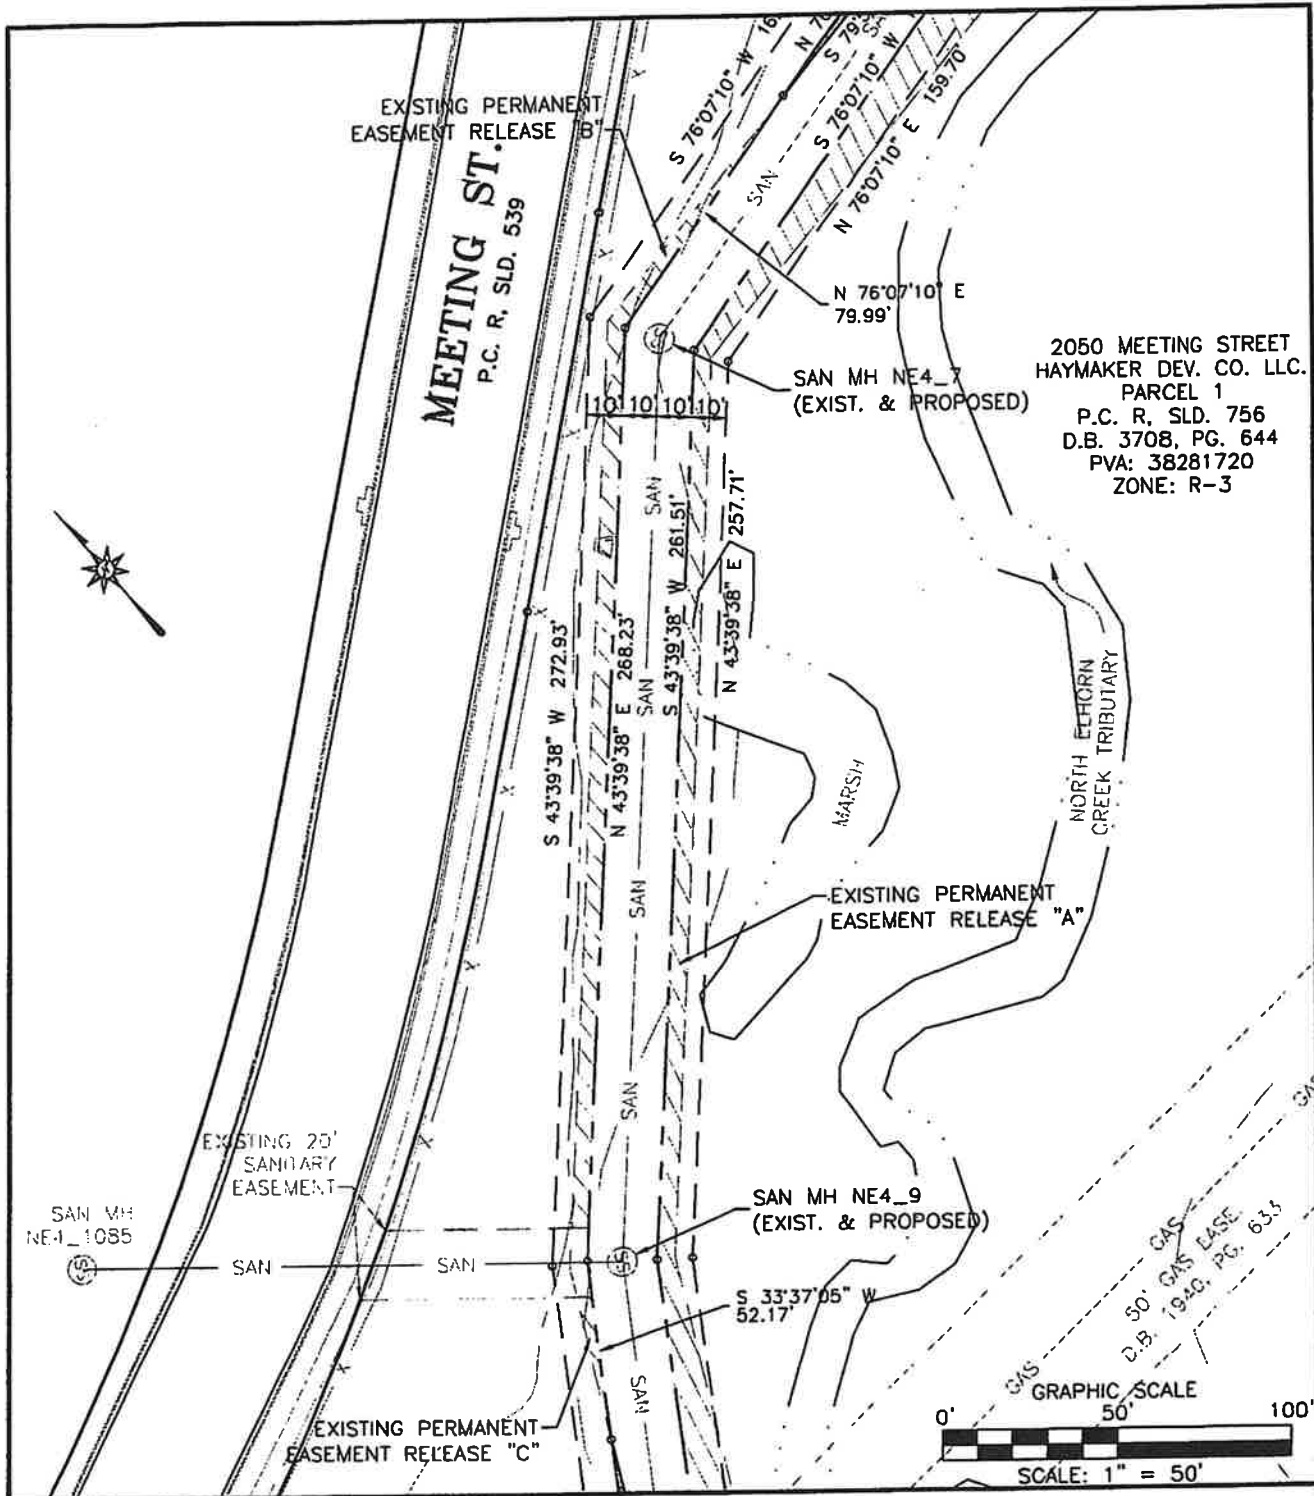 EXISTING PERMANENT
EASEMENT RELEASE "B"
MEETING ST.
P.C. R, SLD. 539
S 76°07'10" W
S 76°07'10" W
N 76°07'10" E 159.70'
SAN
N 76°07'10" E
79.99'
SAN MH NE4_7
(EXIST. & PROPOSED)
2050 MEETING STREET
HAYMAKER DEV. CO. LLC.
PARCEL 1
P.C. R, SLD. 756
D.B. 3708, PG. 644
PVA: 38281720
ZONE: R-3
10' 10' 10' 10'
S 43°39'38" W 272.93'
N 43°39'38" E 268.23'
S 43°39'38" W 261.51'
N 43°39'38" E 257.71'
SAN
SAN
SAN
SAN
MARSH
NORTH ELHORN
CREEK TRIBUTARY
EXISTING PERMANENT
EASEMENT RELEASE "A"
EXISTING 20'
SANITARY
EASEMENT
SAN MH
NE4_1085
SAN SAN
SAN MH NE4_9
(EXIST. & PROPOSED)
S 33°37'05" W
52.17'
SAN
EXISTING PERMANENT
EASEMENT RELEASE "C"
GAS
GAS
50' GAS EASE.
D.B. 1940, PG. 633
GRAPHIC SCALE
0' 50' 100'
SCALE: 1" = 50'